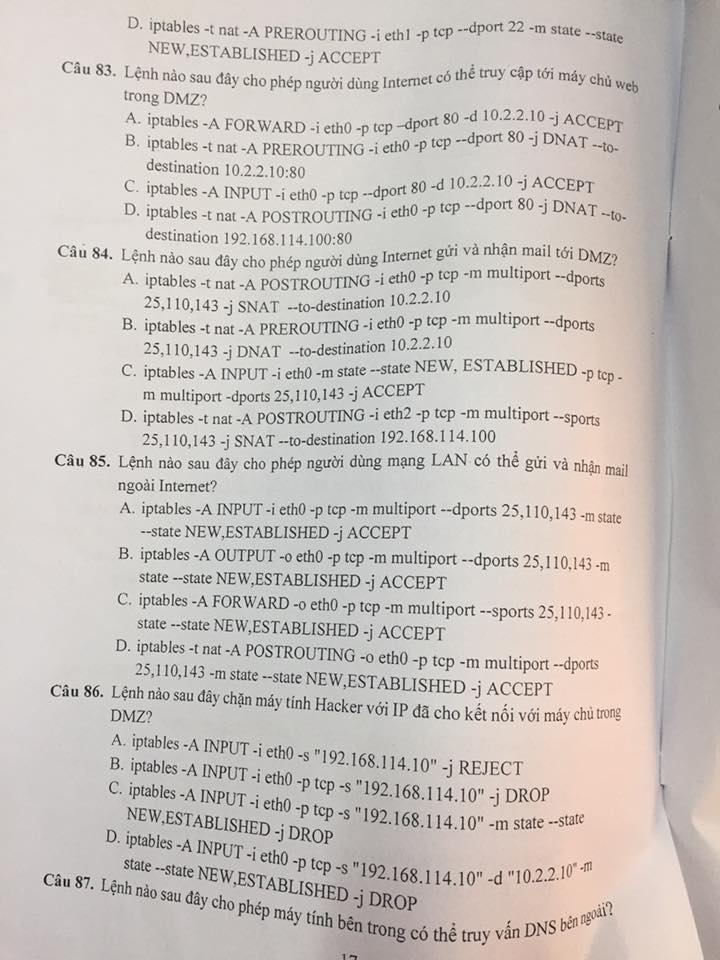 D. iptables -t nat -A PREROUTING -i eth1 -p tcp --dport 22 -m state --state
NEW,ESTABLISHED -j ACCEPT
Câu 83. Lệnh nào sau đây cho phép người dùng Internet có thể truy cập tới máy chủ web
trong DMZ?
A. iptables -A FORWARD -i eth0 -p tcp –dport 80 -d 10.2.2.10 -j ACCEPT
B. iptables -t nat -A PREROUTING -i eth0 -p tcp --dport 80 -j DNAT --to-
destination 10.2.2.10:80
C. iptables -A INPUT -i eth0 -p tcp --dport 80 -d 10.2.2.10 -j ACCEPT
D. iptables -t nat -A POSTROUTING -i eth0 -p tcp --dport 80 -j DNAT --to-
destination 192.168.114.100:80
Câu 84. Lệnh nào sau đây cho phép người dùng Internet gửi và nhận mail tới DMZ?
A. iptables -t nat -A POSTROUTING -i eth0 -p tcp -m multiport --dports
25,110,143 -j SNAT --to-destination 10.2.2.10
B. iptables -t nat -A PREROUTING -i eth0 -p tcp -m multiport --dports
25,110,143 -j DNAT --to-destination 10.2.2.10
C. iptables -A INPUT -i eth0 -m state --state NEW, ESTABLISHED -p tcp -
m multiport -dports 25,110,143 -j ACCEPT
D. iptables -t nat -A POSTROUTING -i eth2 -p tcp -m multiport --sports
25,110,143 -j SNAT --to-destination 192.168.114.100
Câu 85. Lệnh nào sau đây cho phép người dùng mạng LAN có thể gửi và nhận mail
ngoài Internet?
A. iptables -A INPUT -i eth0 -p tcp -m multiport --dports 25,110,143 -m state
--state NEW,ESTABLISHED -j ACCEPT
B. iptables -A OUTPUT -o eth0 -p tcp -m multiport --dports 25,110,143 -m
state --state NEW,ESTABLISHED -j ACCEPT
C. iptables -A FORWARD -o eth0 -p tcp -m multiport --sports 25,110,143 -
state --state NEW,ESTABLISHED -j ACCEPT
D. iptables -t nat -A POSTROUTING -o eth0 -p tcp -m multiport --dports
25,110,143 -m state --state NEW,ESTABLISHED -j ACCEPT
Câu 86. Lệnh nào sau đây chặn máy tính Hacker với IP đã cho kết nối với máy chủ trong
DMZ?
A. iptables -A INPUT -i eth0 -s "192.168.114.10" -j REJECT
B. iptables -A INPUT -i eth0 -p tcp -s "192.168.114.10" -j DROP
C. iptables -A INPUT -i eth0 -p tcp -s "192.168.114.10" -m state --state
NEW,ESTABLISHED -j DROP
D. iptables -A INPUT -i eth0 -p tcp -s "192.168.114.10" -d "10.2.2.10" -m
state --state NEW,ESTABLISHED -j DROP
Câu 87. Lệnh nào sau đây cho phép máy tính bên trong có thể truy vấn DNS bên ngoài?